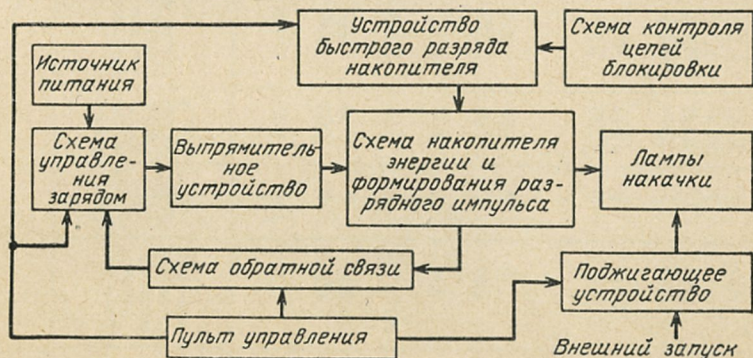 Устройство
быстрого разряда
накопителя
Схема контроля
цепей
блокировки
Источник
питания
Схема
управле-
ния
зарядом
Выпрямитель-
ное
устройство
Схема накопителя
энергии и
формирования раз-
рядного импульса
Лампы
накачки
Схема обратной связи
Поджигающее
устройство
Пульт управления
Внешний запуск